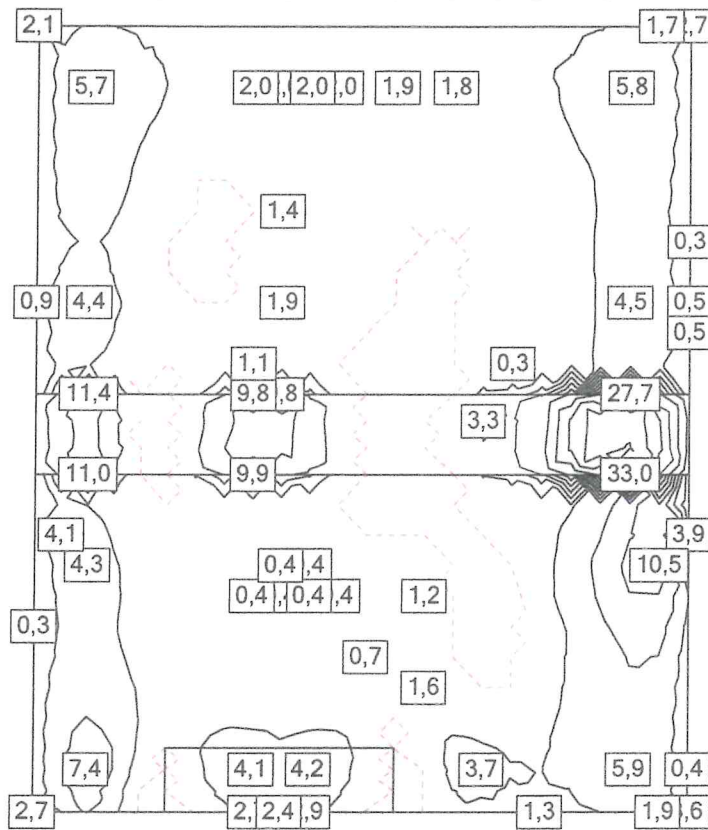 2,1 1,7 2,7
5,7 2,0 2,0 ,0 1,9 1,8 5,8
1,4
0,3
0,9 4,4 1,9 4,5 0,5
0,5
1,1 0,3
11,4 9,8 ,8 27,7
3,3
11,0 9,9 33,0
4,1 3,9
4,3 0,4 ,4 10,5
0,4 0,4 ,4 1,2
0,3
0,7
1,6
7,4 4,1 4,2 3,7 5,9 0,4
2,7 2, 2,4 ,9 1,3 1,9 ,6